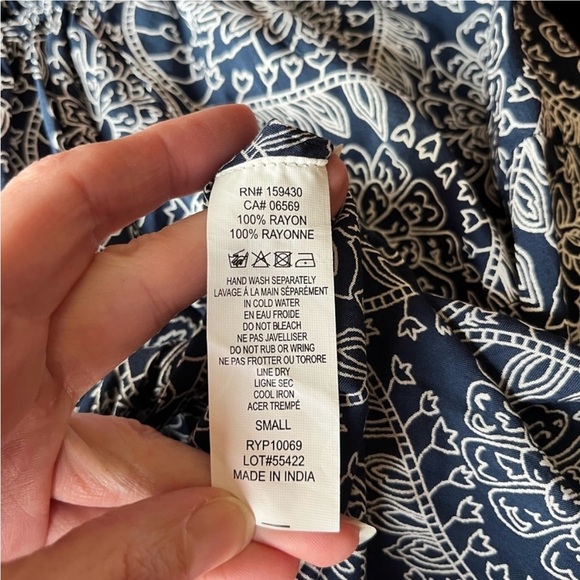 RN# 159430
CA# 06569
100% RAYON
100% RAYONNE
HAND WASH SEPARATELY
LAVAGE À LA MAIN SÉPARÉMENT
IN COLD WATER
EN EAU FROIDE
DO NOT BLEACH
NE PAS JAVELLISER
DO NOT RUB OR WRING
NE PAS FROTTER OU TORORE
LINE DRY
LIGNE SEC
COOL IRON
ACER TREMPÉ
SMALL
RYP10069
LOT#55422
MADE IN INDIA